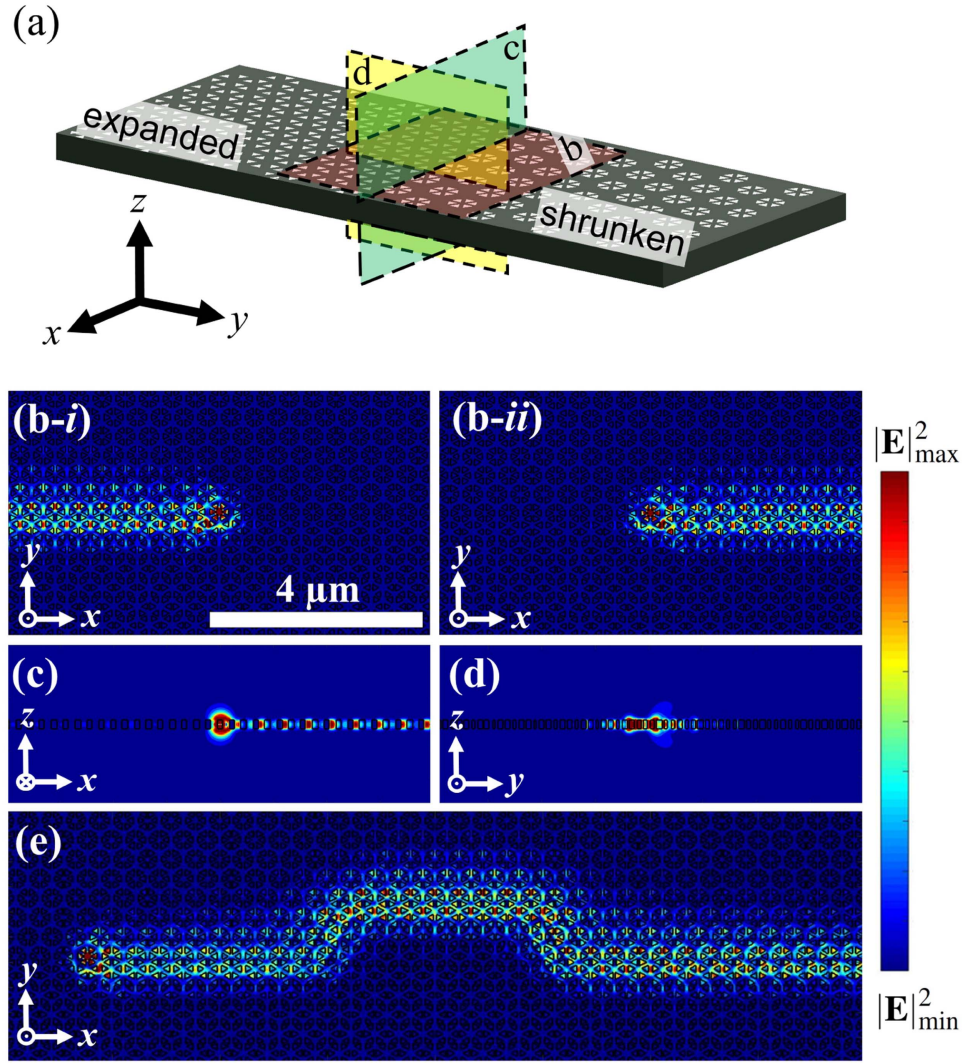 (a)
d
c
expanded
b
shrunken
z
x
y
(b-i)
(b-ii)
|E|²max
y
x
4 µm
y
x
(c)
z
x
(d)
z
y
(e)
y
x
|E|²min